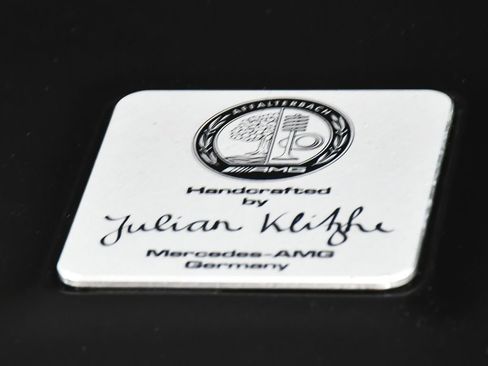 AFFALTERBACH
AMG
Handcrafted
by
Julian Klitzke
Mercedes-AMG
Germany